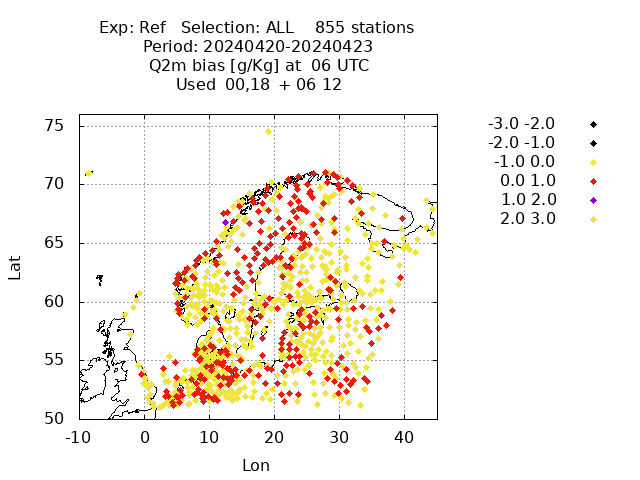 Exp: Ref   Selection: ALL    855 stations
Period: 20240420-20240423
Q2m bias [g/Kg] at  06 UTC
Used  00,18  + 06 12
-3.0 -2.0
-2.0 -1.0
-1.0 0.0
0.0 1.0
1.0 2.0
2.0 3.0
75
70
65
60
55
50
Lat
-10 0 10 20 30 40
Lon